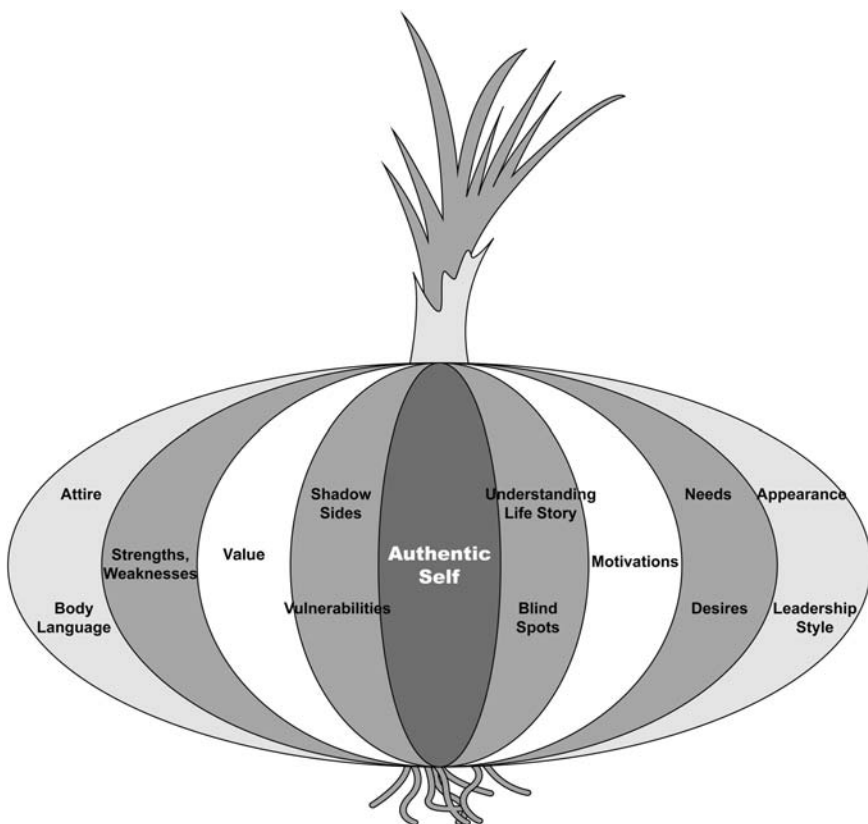 Attire
Body
Language
Strengths,
Weaknesses
Value
Shadow
Sides
Vulnerabilities
Authentic
Self
Understanding
Life Story
Blind
Spots
Motivations
Needs
Desires
Appearance
Leadership
Style